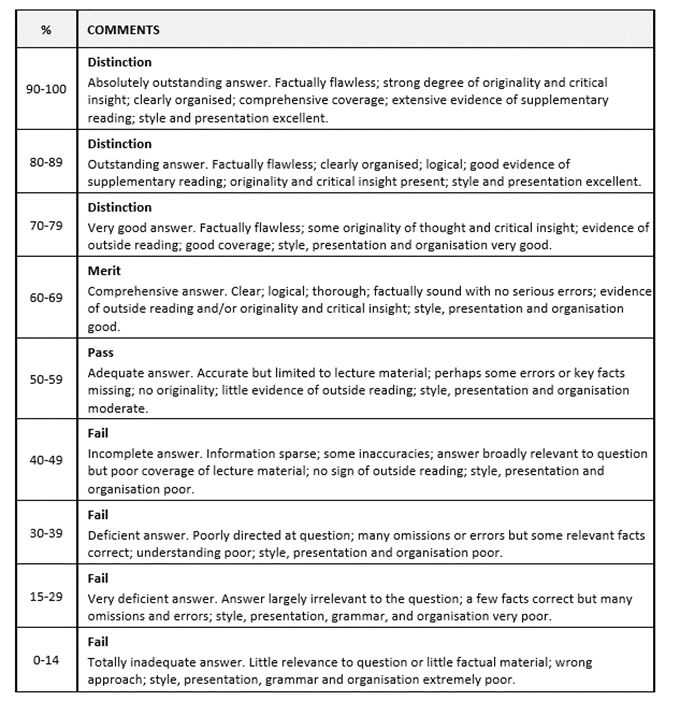 % COMMENTS
Distinction
90-100
Absolutely outstanding answer. Factually flawless; strong degree of originality and critical
insight; clearly organised; comprehensive coverage; extensive evidence of supplementary
reading; style and presentation excellent.
Distinction
80-89
Outstanding answer. Factually flawless; clearly organised; logical; good evidence of
supplementary reading; originality and critical insight present; style and presentation excellent.
Distinction
70-79
Very good answer. Factually flawless; some originality of thought and critical insight; evidence of
outside reading; good coverage; style, presentation and organisation very good.
Merit
60-69
Comprehensive answer. Clear; logical; thorough; factually sound with no serious errors; evidence
of outside reading and/or originality and critical insight; style, presentation and organisation
good.
Pass
50-59
Adequate answer. Accurate but limited to lecture material; perhaps some errors or key facts
missing; no originality; little evidence of outside reading; style, presentation and organisation
moderate.
Fail
40-49
Incomplete answer. Information sparse; some inaccuracies; answer broadly relevant to question
but poor coverage of lecture material; no sign of outside reading; style, presentation and
organisation poor.
Fail
30-39
Deficient answer. Poorly directed at question; many omissions or errors but some relevant facts
correct; understanding poor; style, presentation and organisation poor.
Fail
15-29
Very deficient answer. Answer largely irrelevant to the question; a few facts correct but many
omissions and errors; style, presentation, grammar, and organisation very poor.
Fail
0-14
Totally inadequate answer. Little relevance to question or little factual material; wrong
approach; style, presentation, grammar and organisation extremely poor.